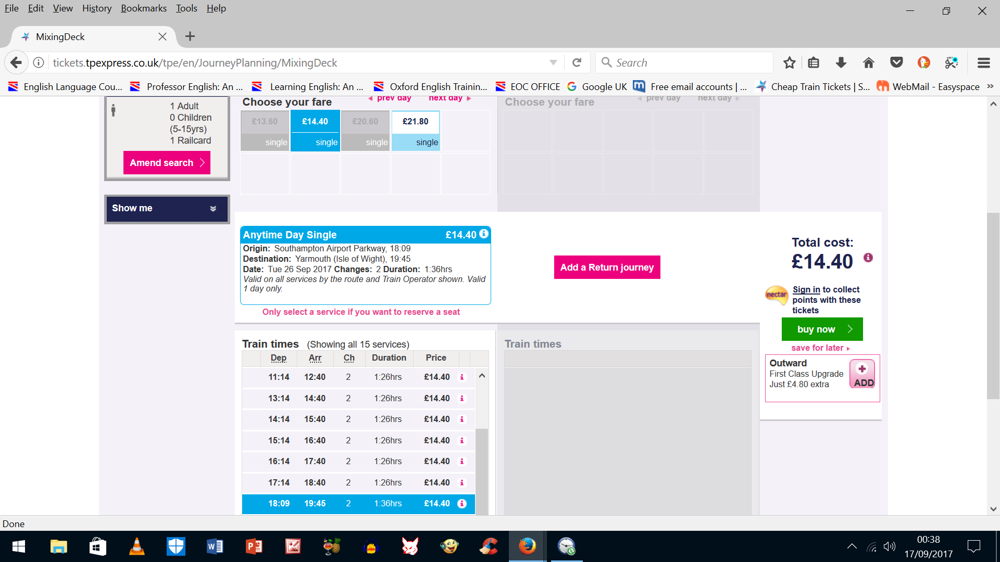 File Edit View History Bookmarks Tools Help
MixingDeck
tickets.tpexpress.co.uk/tpe/en/JourneyPlanning/MixingDeck
Search
English Language Cou... Professor English: An ... Learning English: An ... Oxford English Trainin... EOC OFFICE Google UK Free email accounts | ... Cheap Train Tickets | S... WebMail - Easyspace
1 Adult
0 Children
(5-15yrs)
1 Railcard
Amend search
Show me
Choose your fare prev day next day
£13.60 £14.40 £20.60 £21.80
single single single single
Choose your fare prev day next day
Anytime Day Single £14.40
Origin: Southampton Airport Parkway, 18:09
Destination: Yarmouth (Isle of Wight), 19:45
Date: Tue 26 Sep 2017 Changes: 2 Duration: 1:36hrs
Valid on all services by the route and Train Operator shown. Valid
1 day only.
Only select a service if you want to reserve a seat
Add a Return journey
Total cost:
£14.40
nectar
Sign in to collect
points with these
tickets
buy now
save for later
Outward
First Class Upgrade
Just £4.80 extra
ADD
Train times (Showing all 15 services)
Dep Arr Ch Duration Price
11:14 12:40 2 1:26hrs £14.40
13:14 14:40 2 1:26hrs £14.40
14:14 15:40 2 1:26hrs £14.40
15:14 16:40 2 1:26hrs £14.40
16:14 17:40 2 1:26hrs £14.40
17:14 18:40 2 1:26hrs £14.40
18:09 19:45 2 1:36hrs £14.40
Train times
Done
00:38
17/09/2017